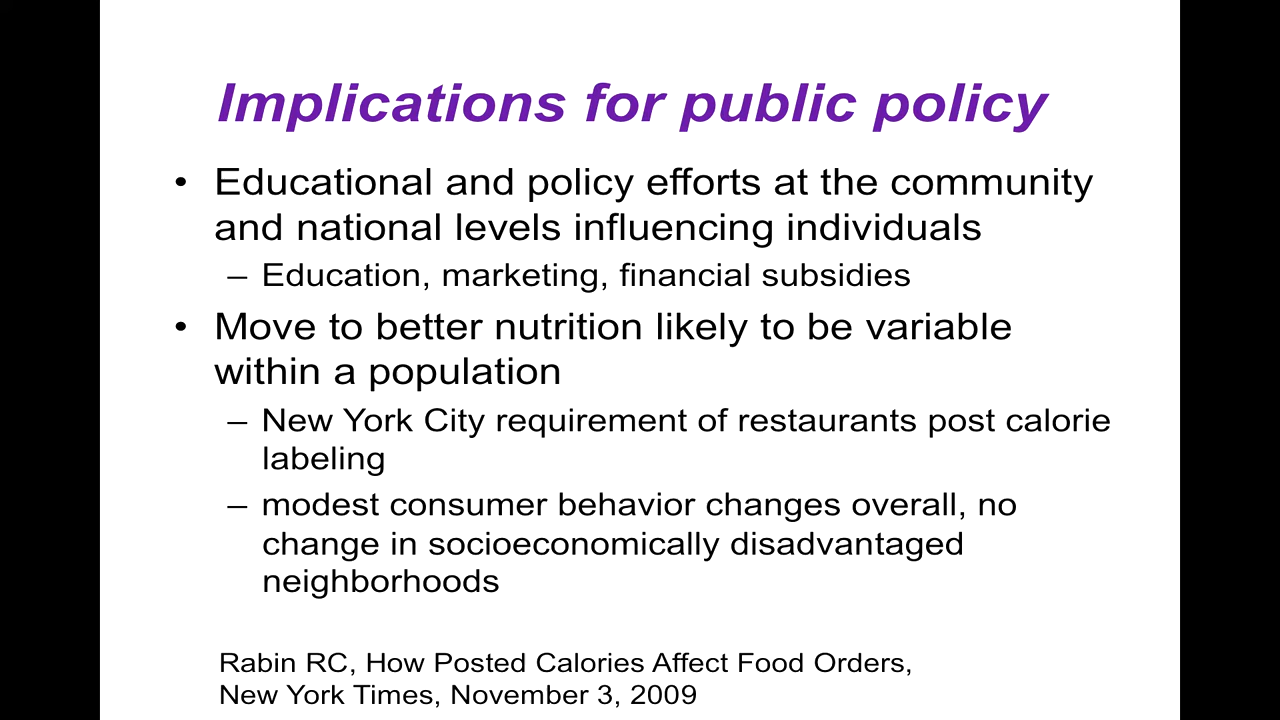 Implications for public policy
• Educational and policy efforts at the community
and national levels influencing individuals
– Education, marketing, financial subsidies
• Move to better nutrition likely to be variable
within a population
– New York City requirement of restaurants post calorie
labeling
– modest consumer behavior changes overall, no
change in socioeconomically disadvantaged
neighborhoods
Rabin RC, How Posted Calories Affect Food Orders,
New York Times, November 3, 2009